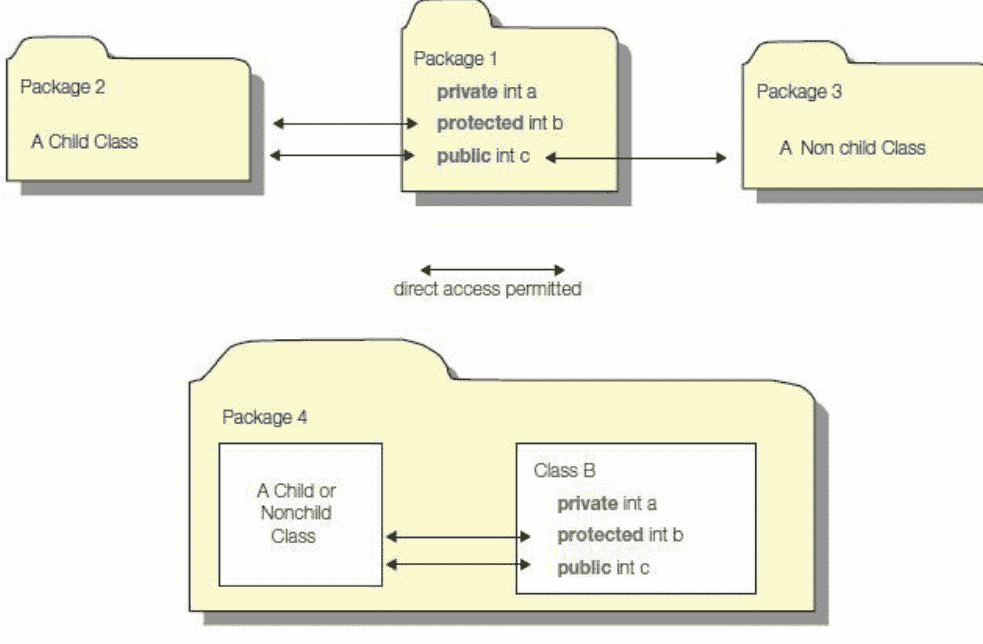 Package 2
A Child Class
Package 1
private int a
protected int b
public int c
Package 3
A Non child Class
direct access permitted
Package 4
A Child or
Nonchild
Class
Class B
private int a
protected int b
public int c